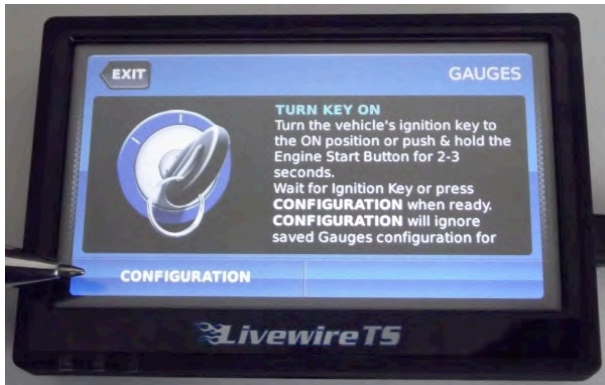 EXIT
GAUGES
TURN KEY ON
Turn the vehicle's ignition key to
the ON position or push & hold the
Engine Start Button for 2-3
seconds.
Wait for Ignition Key or press
CONFIGURATION when ready.
CONFIGURATION will ignore
saved Gauges configuration for
CONFIGURATION
Livewire TS